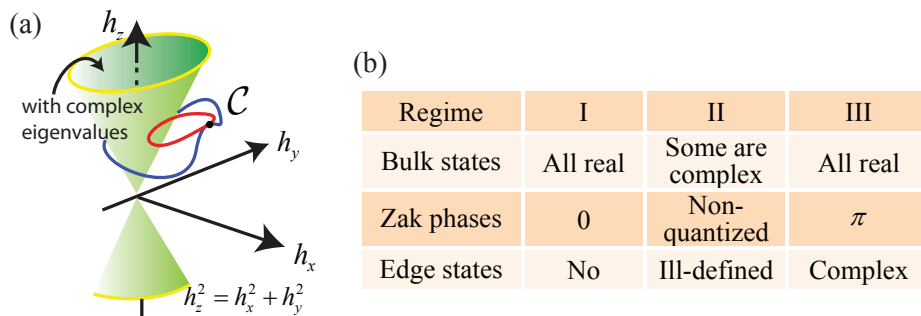 (a)
h_z
with complex
eigenvalues
C
h_y
h_x
h_z^2 = h_x^2 + h_y^2
(b)
Regime I II III
Bulk states All real Some are complex All real
Zak phases 0 Non-quantized π
Edge states No Ill-defined Complex